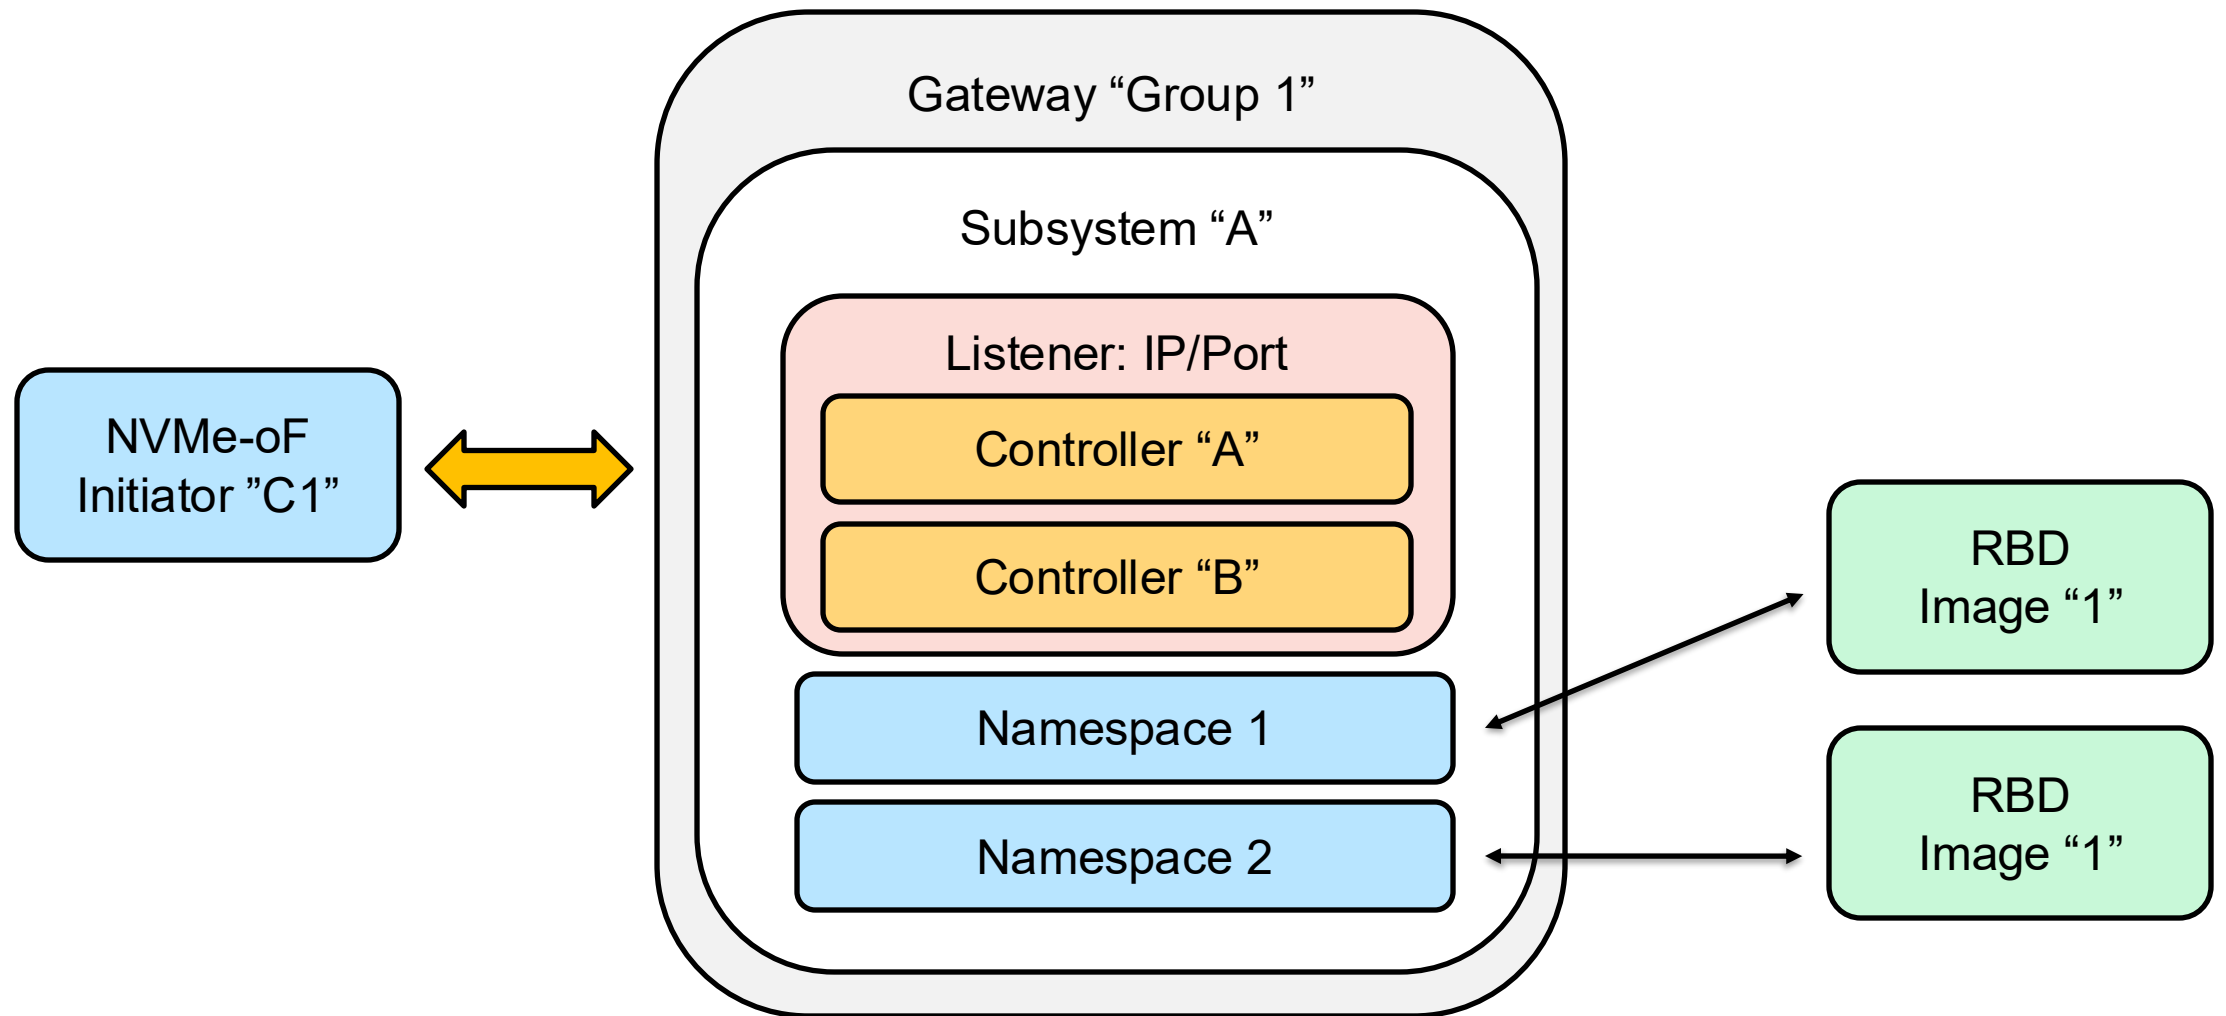 Gateway “Group 1”
Subsystem “A”
Listener: IP/Port
Controller “A”
Controller “B”
Namespace 1
Namespace 2
NVMe-oF
Initiator ”C1”
RBD
Image “1”
RBD
Image “1”